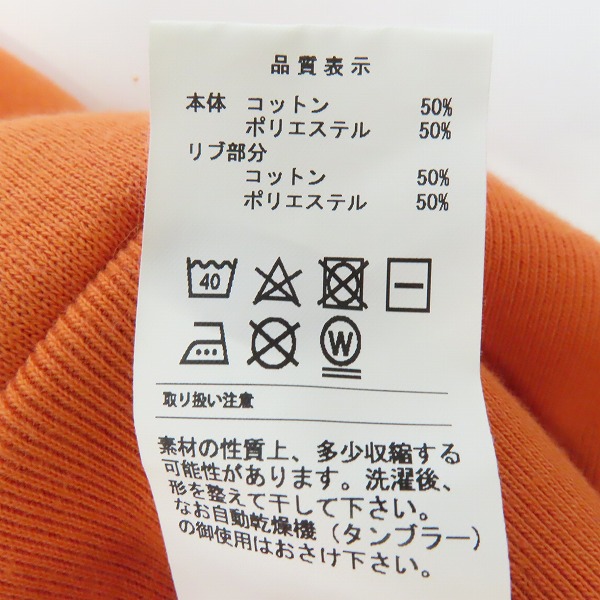 品質表示
本体 コットン 50%
ポリエステル 50%
リブ部分
コットン 50%
ポリエステル 50%
40
W
取り扱い注意
素材の性質上、多少収縮する
可能性があります。洗濯後、
形を整えて干して下さい。
なお自動乾燥機（タンブラー）
の御使用はおさけ下さい。